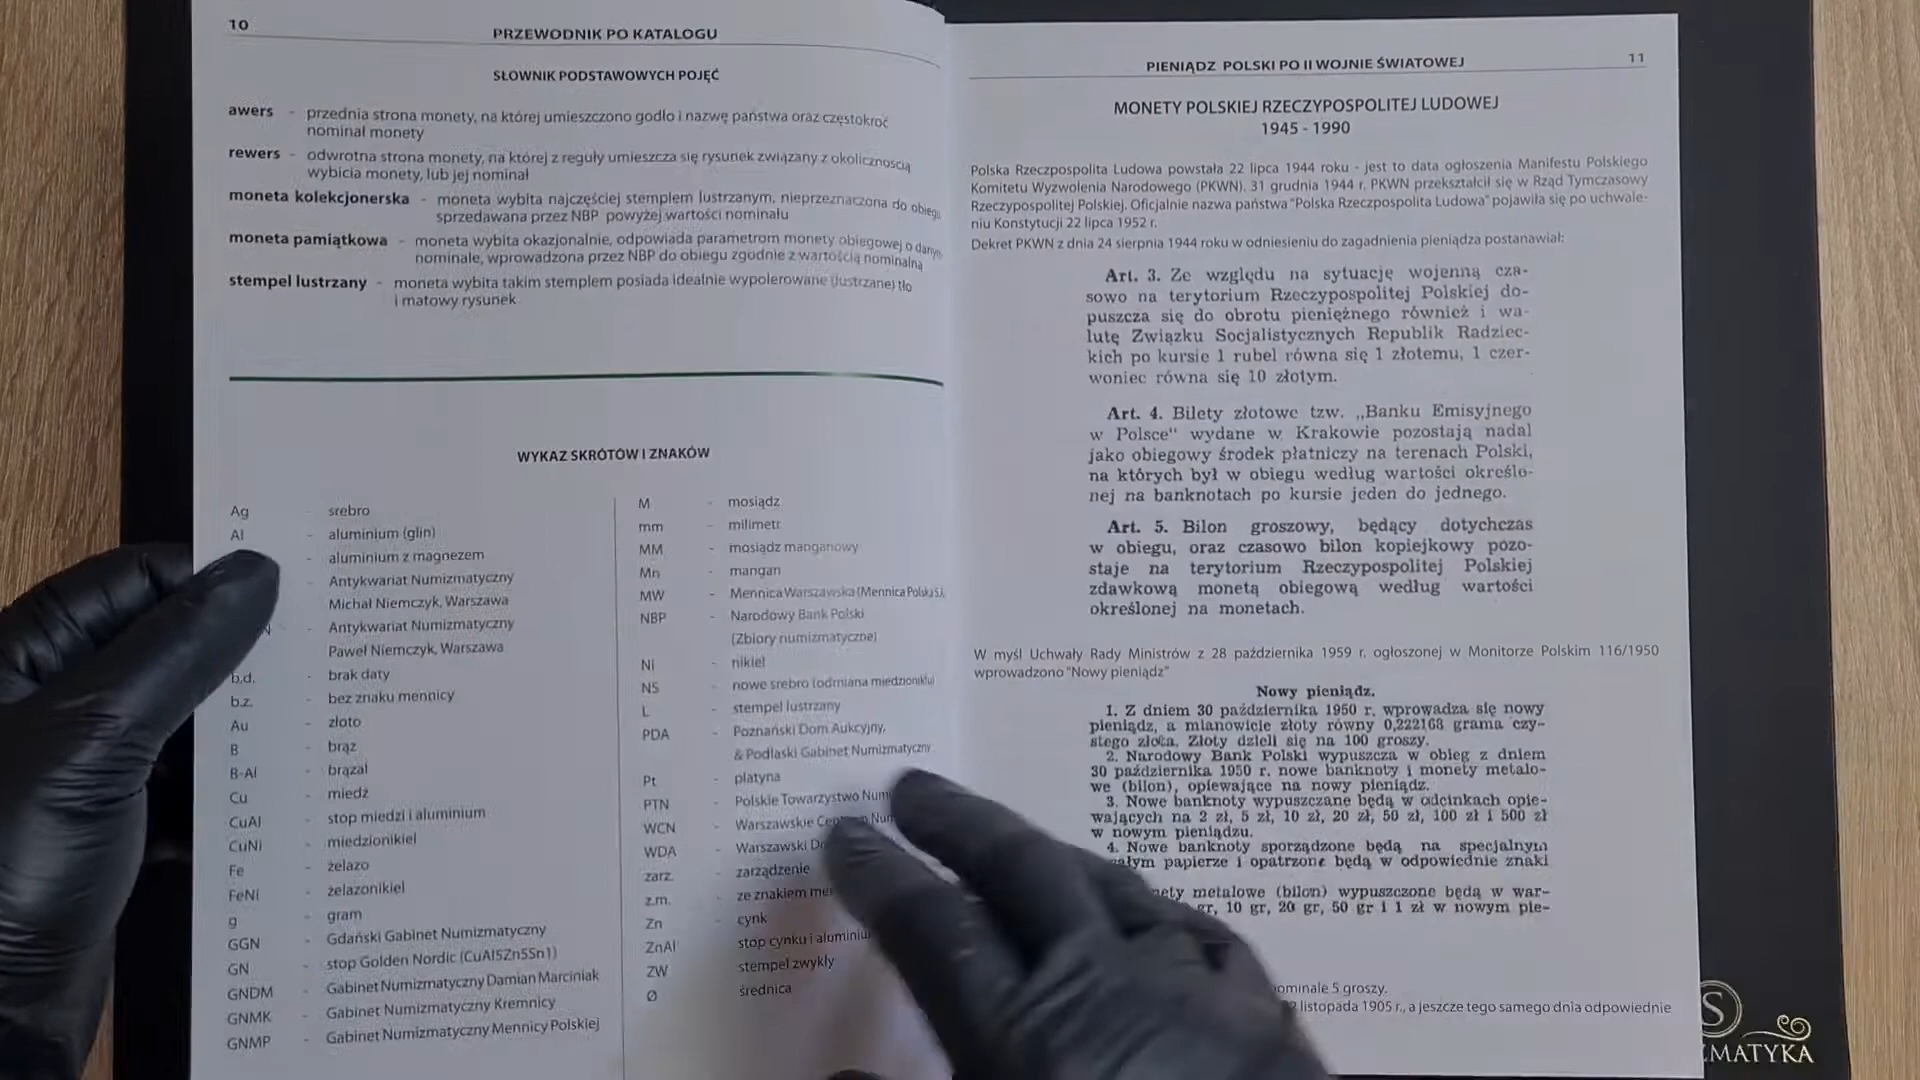 10
PRZEWODNIK PO KATALOGU
SŁOWNIK PODSTAWOWYCH POJĘĆ
awers - przednia strona monety, na której umieszczono godło i nazwę państwa oraz częstokroć
nominał monety
rewers - odwrotna strona monety, na której z reguły umieszcza się rysunek związany z okolicznością
wybicia monety, lub jej nominał
moneta kolekcjonerska - moneta wybita najczęściej stemplem lustrzanym, nieprzeznaczona do obiegu
sprzedawana przez NBP powyżej wartości nominału
moneta pamiątkowa - moneta wybita okazjonalnie, odpowiada parametrom monety obiegowej o danym
nominale, wprowadzona przez NBP do obiegu zgodnie z wartością nominalną
stempel lustrzany - moneta wybita takim stemplem posiada idealnie wypolerowane (lustrzane) tło
i matowy rysunek
WYKAZ SKRÓTÓW I ZNAKÓW
Ag - srebro
Al - aluminium (glin)
- aluminium z magnezem
- Antykwariat Numizmatyczny
Michał Niemczyk, Warszawa
N - Antykwariat Numizmatyczny
Paweł Niemczyk, Warszawa
b.d. - brak daty
b.z. - bez znaku mennicy
Au - złoto
B - brąz
B-Al - brązal
Cu - miedź
CuAl - stop miedzi i aluminium
CuNi - miedzionikiel
Fe - żelazo
FeNi - żelazonikiel
g - gram
GGN - Gdański Gabinet Numizmatyczny
GN - stop Golden Nordic (CuAl5Zn5Sn1)
GNDM - Gabinet Numizmatyczny Damian Marciniak
GNMK - Gabinet Numizmatyczny Kremnicy
GNMP - Gabinet Numizmatyczny Mennicy Polskiej
M - mosiądz
mm - milimetr
MM - mosiądz manganowy
Mn - mangan
MW - Mennica Warszawska (Mennica Polska S.A.
NBP - Narodowy Bank Polski
(Zbiory numizmatyczne)
Ni - nikiel
NS - nowe srebro (odmiana miedzioniklu)
L - stempel lustrzany
PDA - Poznański Dom Aukcyjny,
& Podlaski Gabinet Numizmatyczny
Pt - platyna
PTN - Polskie Towarzystwo Num
WCN - Warszawskie Num
WDA - Warszawski
zarz. - zarządzenie
z.m. - ze znakiem
Zn - cynk
ZnAl - stop cynku i aluminiu
ZW - stempel zwykły
Ø - średnica
PIENIĄDZ POLSKI PO II WOJNIE ŚWIATOWEJ
11
MONETY POLSKIEJ RZECZYPOSPOLITEJ LUDOWEJ
1945 - 1990
Polska Rzeczpospolita Ludowa powstała 22 lipca 1944 roku - jest to data ogłoszenia Manifestu Polskiego
Komitetu Wyzwolenia Narodowego (PKWN). 31 grudnia 1944 r. PKWN przekształcił się w Rząd Tymczasowy
Rzeczypospolitej Polskiej. Oficjalnie nazwa państwa "Polska Rzeczpospolita Ludowa" pojawiła się po uchwale-
niu Konstytucji 22 lipca 1952 r.
Dekret PKWN z dnia 24 sierpnia 1944 roku w odniesieniu do zagadnienia pieniądza postanawiał:
Art. 3. Ze względu na sytuację wojenną cza-
sowo na terytorium Rzeczypospolitej Polskiej do-
puszcza się do obrotu pieniężnego również i wa-
lutę Związku Socjalistycznych Republik Radziec-
kich po kursie 1 rubel równa się 1 złotemu, 1 czer-
woniec równa się 10 złotym.
Art. 4. Bilety złotowe tzw. „Banku Emisyjnego
w Polsce" wydane w Krakowie pozostają nadal
jako obiegowy środek płatniczy na terenach Polski,
na których był w obiegu według wartości określo-
nej na banknotach po kursie jeden do jednego.
Art. 5. Bilon groszowy, będący dotychczas
w obiegu, oraz czasowo bilon kopiejkowy pozo-
staje na terytorium Rzeczypospolitej Polskiej
zdawkową monetą obiegową według wartości
określonej na monetach.
W myśl Uchwały Rady Ministrów z 28 października 1959 r. ogłoszonej w Monitorze Polskim 116/1950
wprowadzono "Nowy pieniądz"
Nowy pieniądz.
1. Z dniem 30 października 1950 r. wprowadza się nowy
pieniądz, a mianowicie złoty równy 0,222168 grama czy-
stego złota. Złoty dzieli się na 100 groszy.
2. Narodowy Bank Polski wypuszcza w obieg z dniem
30 października 1950 r. nowe banknoty i monety metalo-
we (bilon), opiewające na nowy pieniądz.
3. Nowe banknoty wypuszczane będą w odcinkach opie-
wających na 2 zł, 5 zł, 10 zł, 20 zł, 50 zł, 100 zł i 500 zł
w nowym pieniądzu.
4. Nowe banknoty sporządzone będą na specjalnym
ałym papierze i opatrzone będą w odpowiednie znaki
nety metalowe (bilon) wypuszczone będą w war-
gr, 10 gr, 20 gr, 50 gr i 1 zł w nowym pie-
nominale 5 groszy.
listopada 1905 r., a jeszcze tego samego dnia odpowiednie
S
ZMATYKA